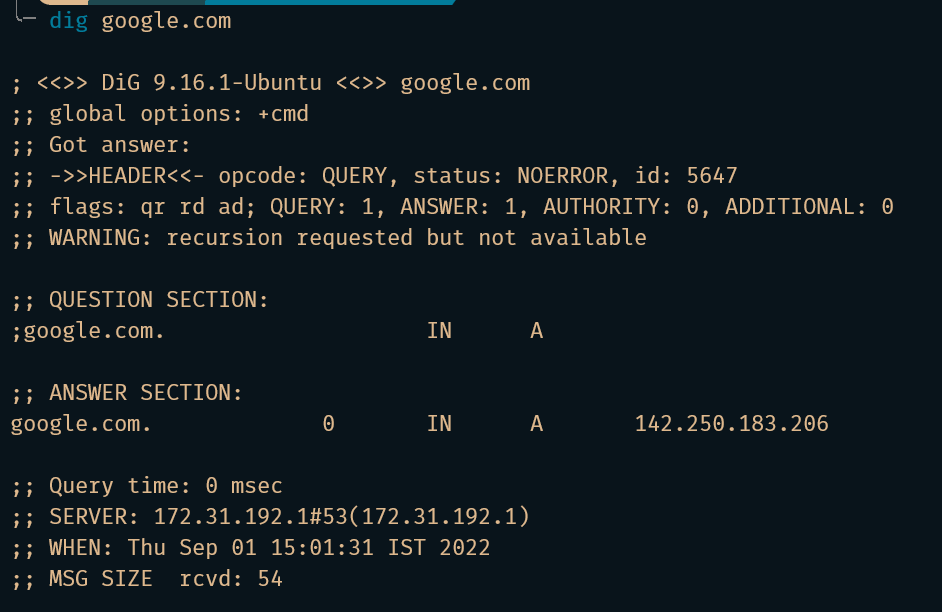 dig google.com
; <<>> DiG 9.16.1-Ubuntu <<>> google.com
;; global options: +cmd
;; Got answer:
;; ->>HEADER<<- opcode: QUERY, status: NOERROR, id: 5647
;; flags: qr rd ad; QUERY: 1, ANSWER: 1, AUTHORITY: 0, ADDITIONAL: 0
;; WARNING: recursion requested but not available
;; QUESTION SECTION:
;google.com. IN A
;; ANSWER SECTION:
google.com. 0 IN A 142.250.183.206
;; Query time: 0 msec
;; SERVER: 172.31.192.1#53(172.31.192.1)
;; WHEN: Thu Sep 01 15:01:31 IST 2022
;; MSG SIZE  rcvd: 54